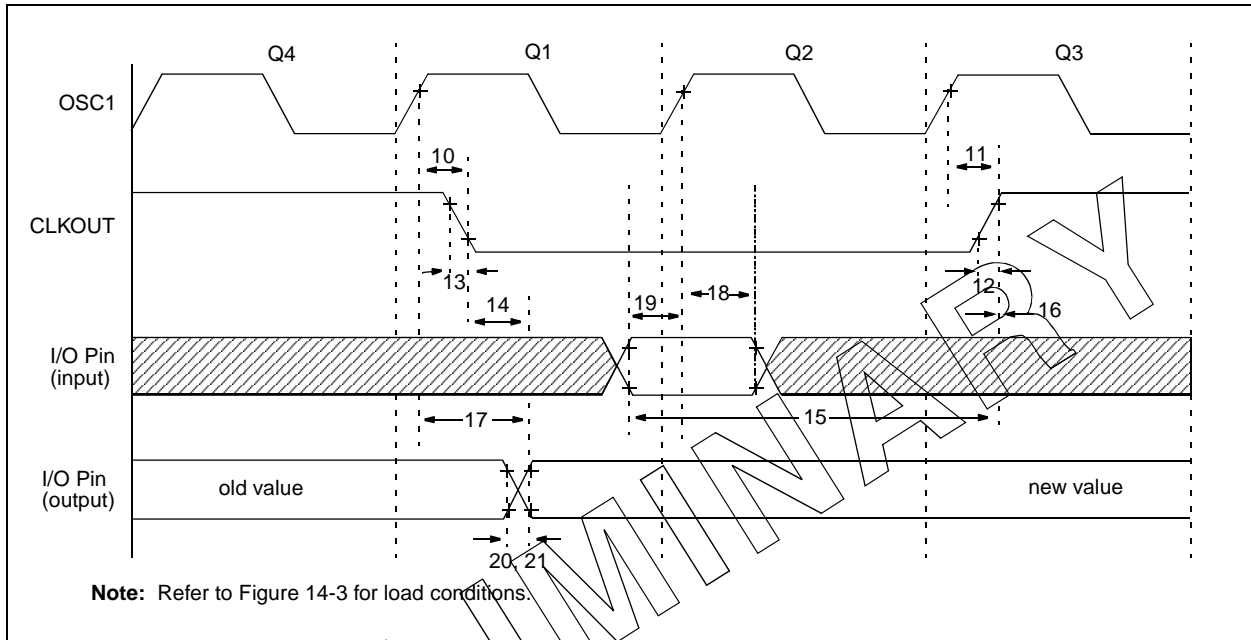 Q4 Q1 Q2 Q3
OSC1
10 11
CLKOUT
13 12
14 19 18 16
I/O Pin
(input)
17 15
I/O Pin
(output)
old value new value
20, 21
Note: Refer to Figure 14-3 for load conditions.
IMINARY